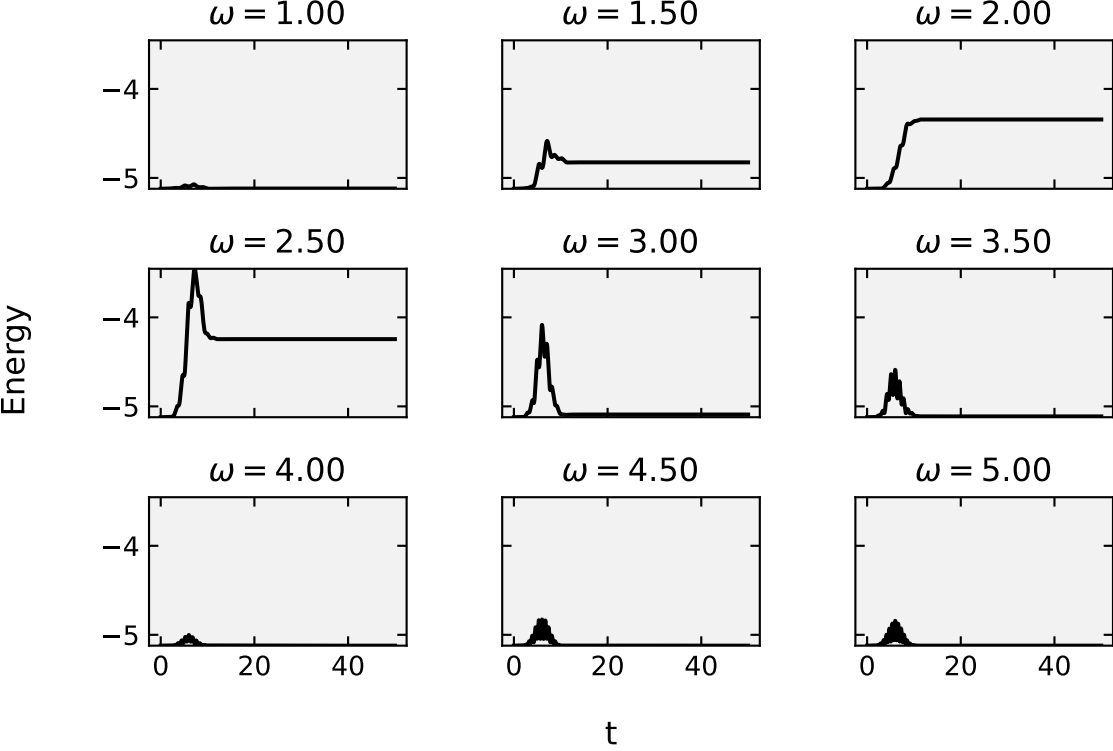 ω = 1.00
ω = 1.50
ω = 2.00
−4
−5
ω = 2.50
ω = 3.00
ω = 3.50
−4
−5
Energy
ω = 4.00
ω = 4.50
ω = 5.00
−4
−5
0 20 40
0 20 40
0 20 40
t